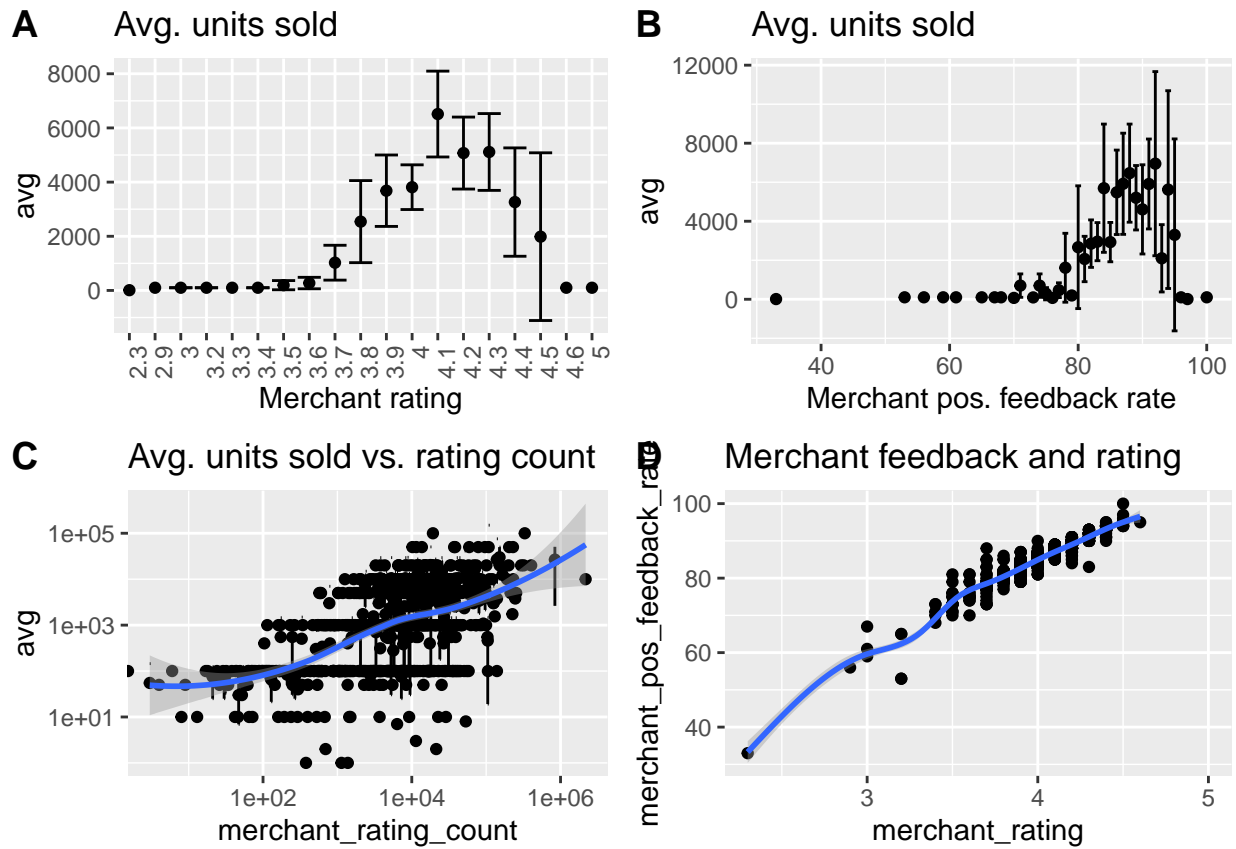 A Avg. units sold
8000
6000
4000
2000
0
avg
2.3 2.9 3 3.2 3.3 3.4 3.5 3.6 3.7 3.8 3.9 4 4.1 4.2 4.3 4.4 4.5 4.6 5
Merchant rating
B Avg. units sold
12000
8000
4000
0
avg
40 60 80 100
Merchant pos. feedback rate
C Avg. units sold vs. rating count
1e+05
1e+03
1e+01
avg
1e+02 1e+04 1e+06
merchant_rating_count
D Merchant feedback and rating
100
80
60
40
merchant_pos_feedback_rate
3 4 5
merchant_rating